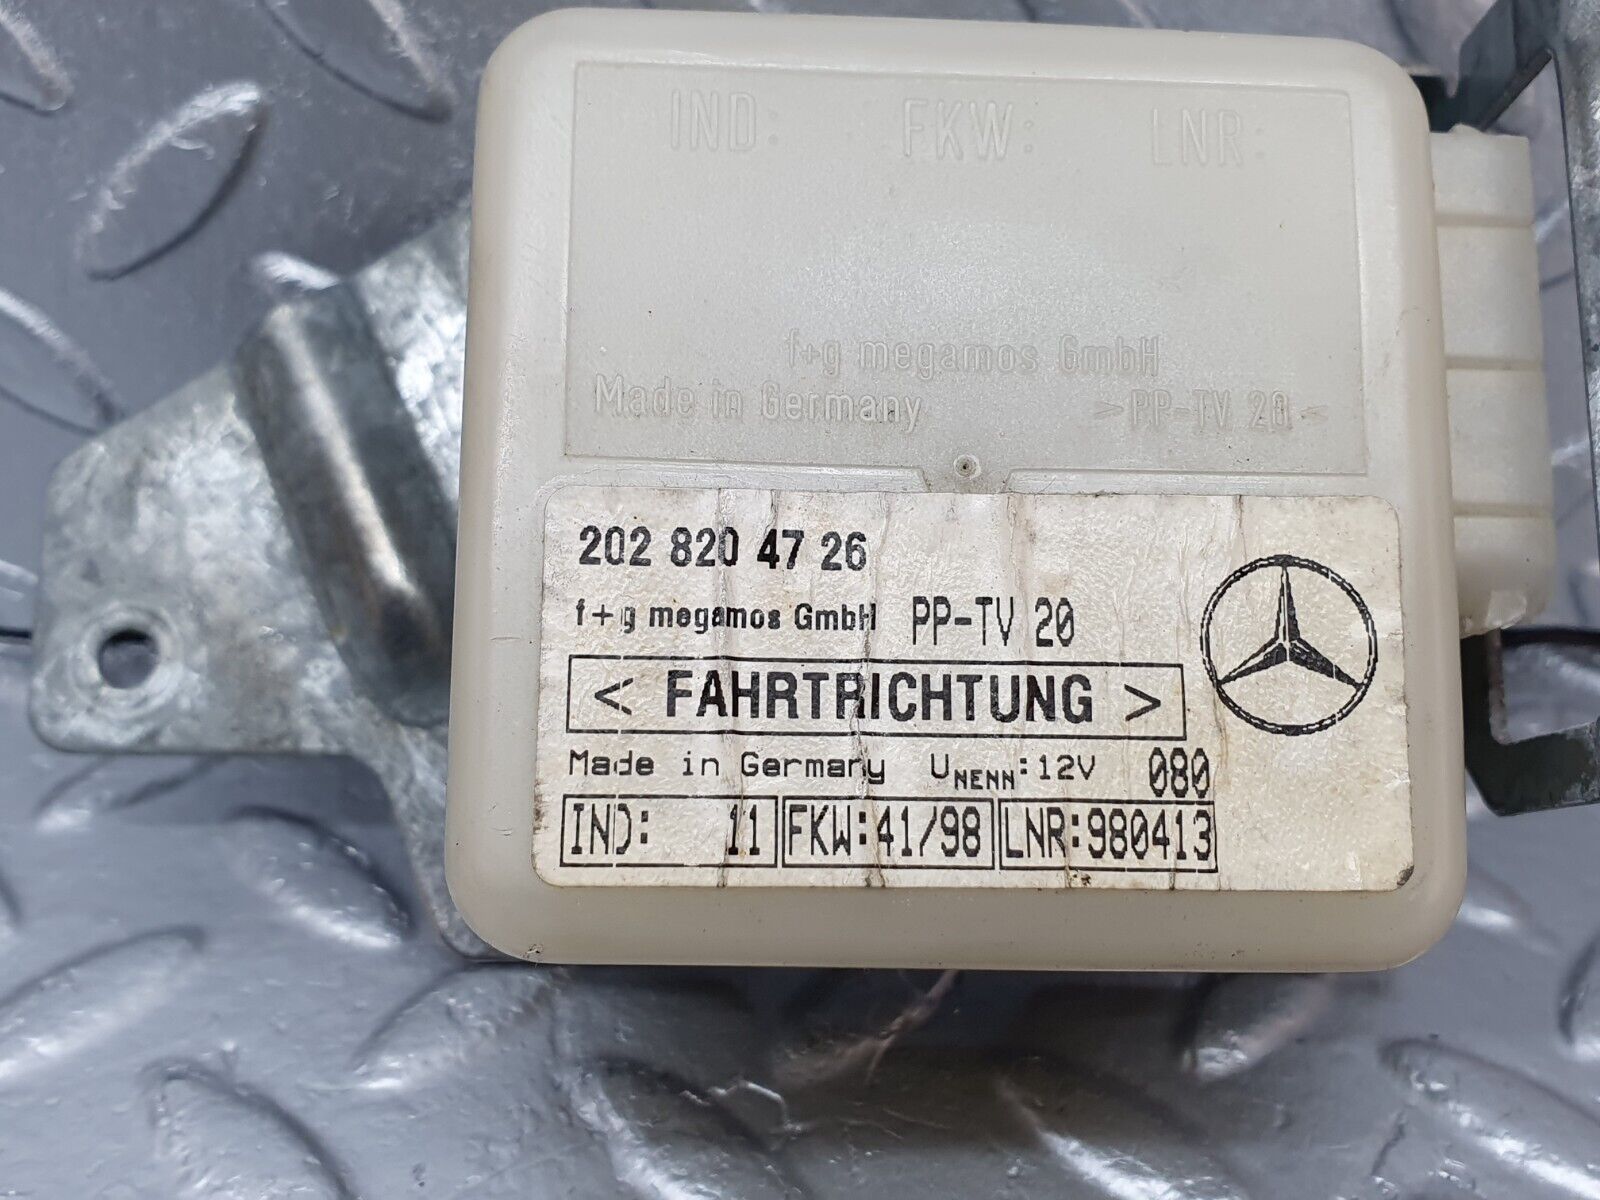 IND: FKW: LNR:
f+g megamos GmbH
Made in Germany >PP-TV 20<
202 820 47 26
f+g megamos GmbH PP-TV 20
< FAHRTRICHTUNG >
Made in Germany UNENN:12V 080
IND: 11 FKW:41/98 LNR:980413